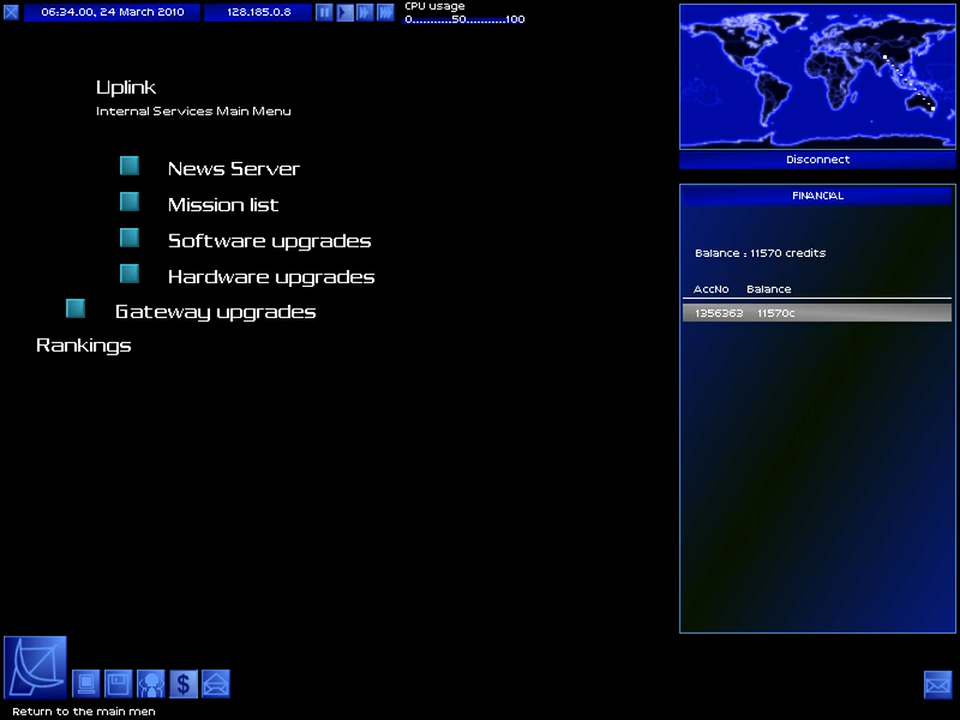 06:34.00, 24 March 2010
128.185.0.8
CPU usage
0............50...........100
Uplink
Internal Services Main Menu
News Server
Mission list
Software upgrades
Hardware upgrades
Gateway upgrades
Rankings
Disconnect
FINANCIAL
Balance : 11570 credits
AccNo Balance
1356363 11570c
$
Return to the main men